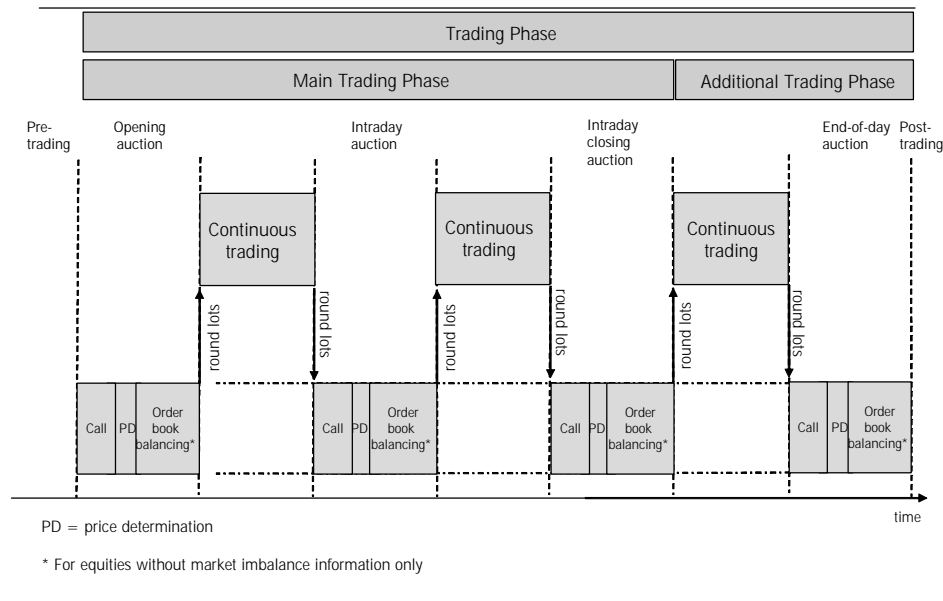 Trading Phase
Main Trading Phase
Additional Trading Phase
Pre-
trading
Opening
auction
Intraday
auction
Intraday
closing
auction
End-of-day
auction
Post-
trading
Continuous
trading
Continuous
trading
Continuous
trading
round lots
round lots
round lots
round lots
round lots
round lots
Call
PD
Order
book
balancing*
Call
PD
Order
book
balancing*
Call
PD
Order
book
balancing*
Call
PD
Order
book
balancing*
time
PD = price determination
* For equities without market imbalance information only